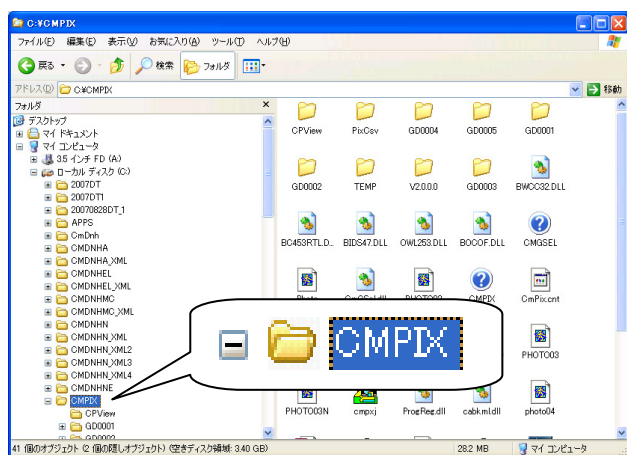 C:¥CMPIX
ファイル(F) 編集(E) 表示(V) お気に入り(A) ツール(T) ヘルプ(H)
戻る 検索 フォルダ
アドレス(D) C:¥CMPIX 移動
フォルダ
デスクトップ
マイ ドキュメント
マイ コンピュータ
3.5 インチ FD (A:)
ローカル ディスク (C:)
2007DT
2007DT1
20070828DT_1
APPS
CmDnh
CMDNHA
CMDNHA_XML
CMDNHEL
CMDNHEL_XML
CMDNHMC
CMDNHMC_XML
CMDNHN
CMDNHN_XML
CMDNHN_XML2
CMDNHN_XML3
CMDNHN_XML4
CMDNHNE
CMPIX
CPView
GD0001
GD0002
CPView PixCsv GD0004 GD0005 GD0001
GD0002 TEMP V2.0.0.0 GD0003 BWCC32.DLL
BC453RTL.D... BIDS47.DLL OWL253.DLL BOCOF.DLL CMGSEL
Photo CmGSel.dll PHOTO02 CMPIX CmPix.cnt
CMPIX
PHOTO03
PHOTO03N cmpxj ProgReg.dll cabkmldll photo04
41 個のオブジェクト (2 個の隠しオブジェクト) (空きディスク領域: 3.40 GB) 28.2 MB マイ コンピュータ